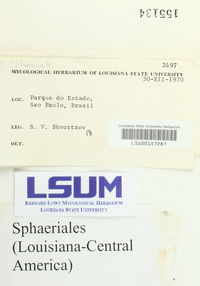 155134
2497
MYCOLOGICAL HERBARIUM OF LOUISIANA STATE UNIVERSITY
30-XII-1970
LOC. Parque do Estado,
Sao Paulo, Brasil
LEG. B. V. Skvortzev
DET.
Louisiana State University Herbarium
LSU00157287
LSUM
BERNARD LOWY MYCOLOGICAL HERBARIUM
LOUISIANA STATE UNIVERSITY
Sphaeriales
(Louisiana-Central
America)